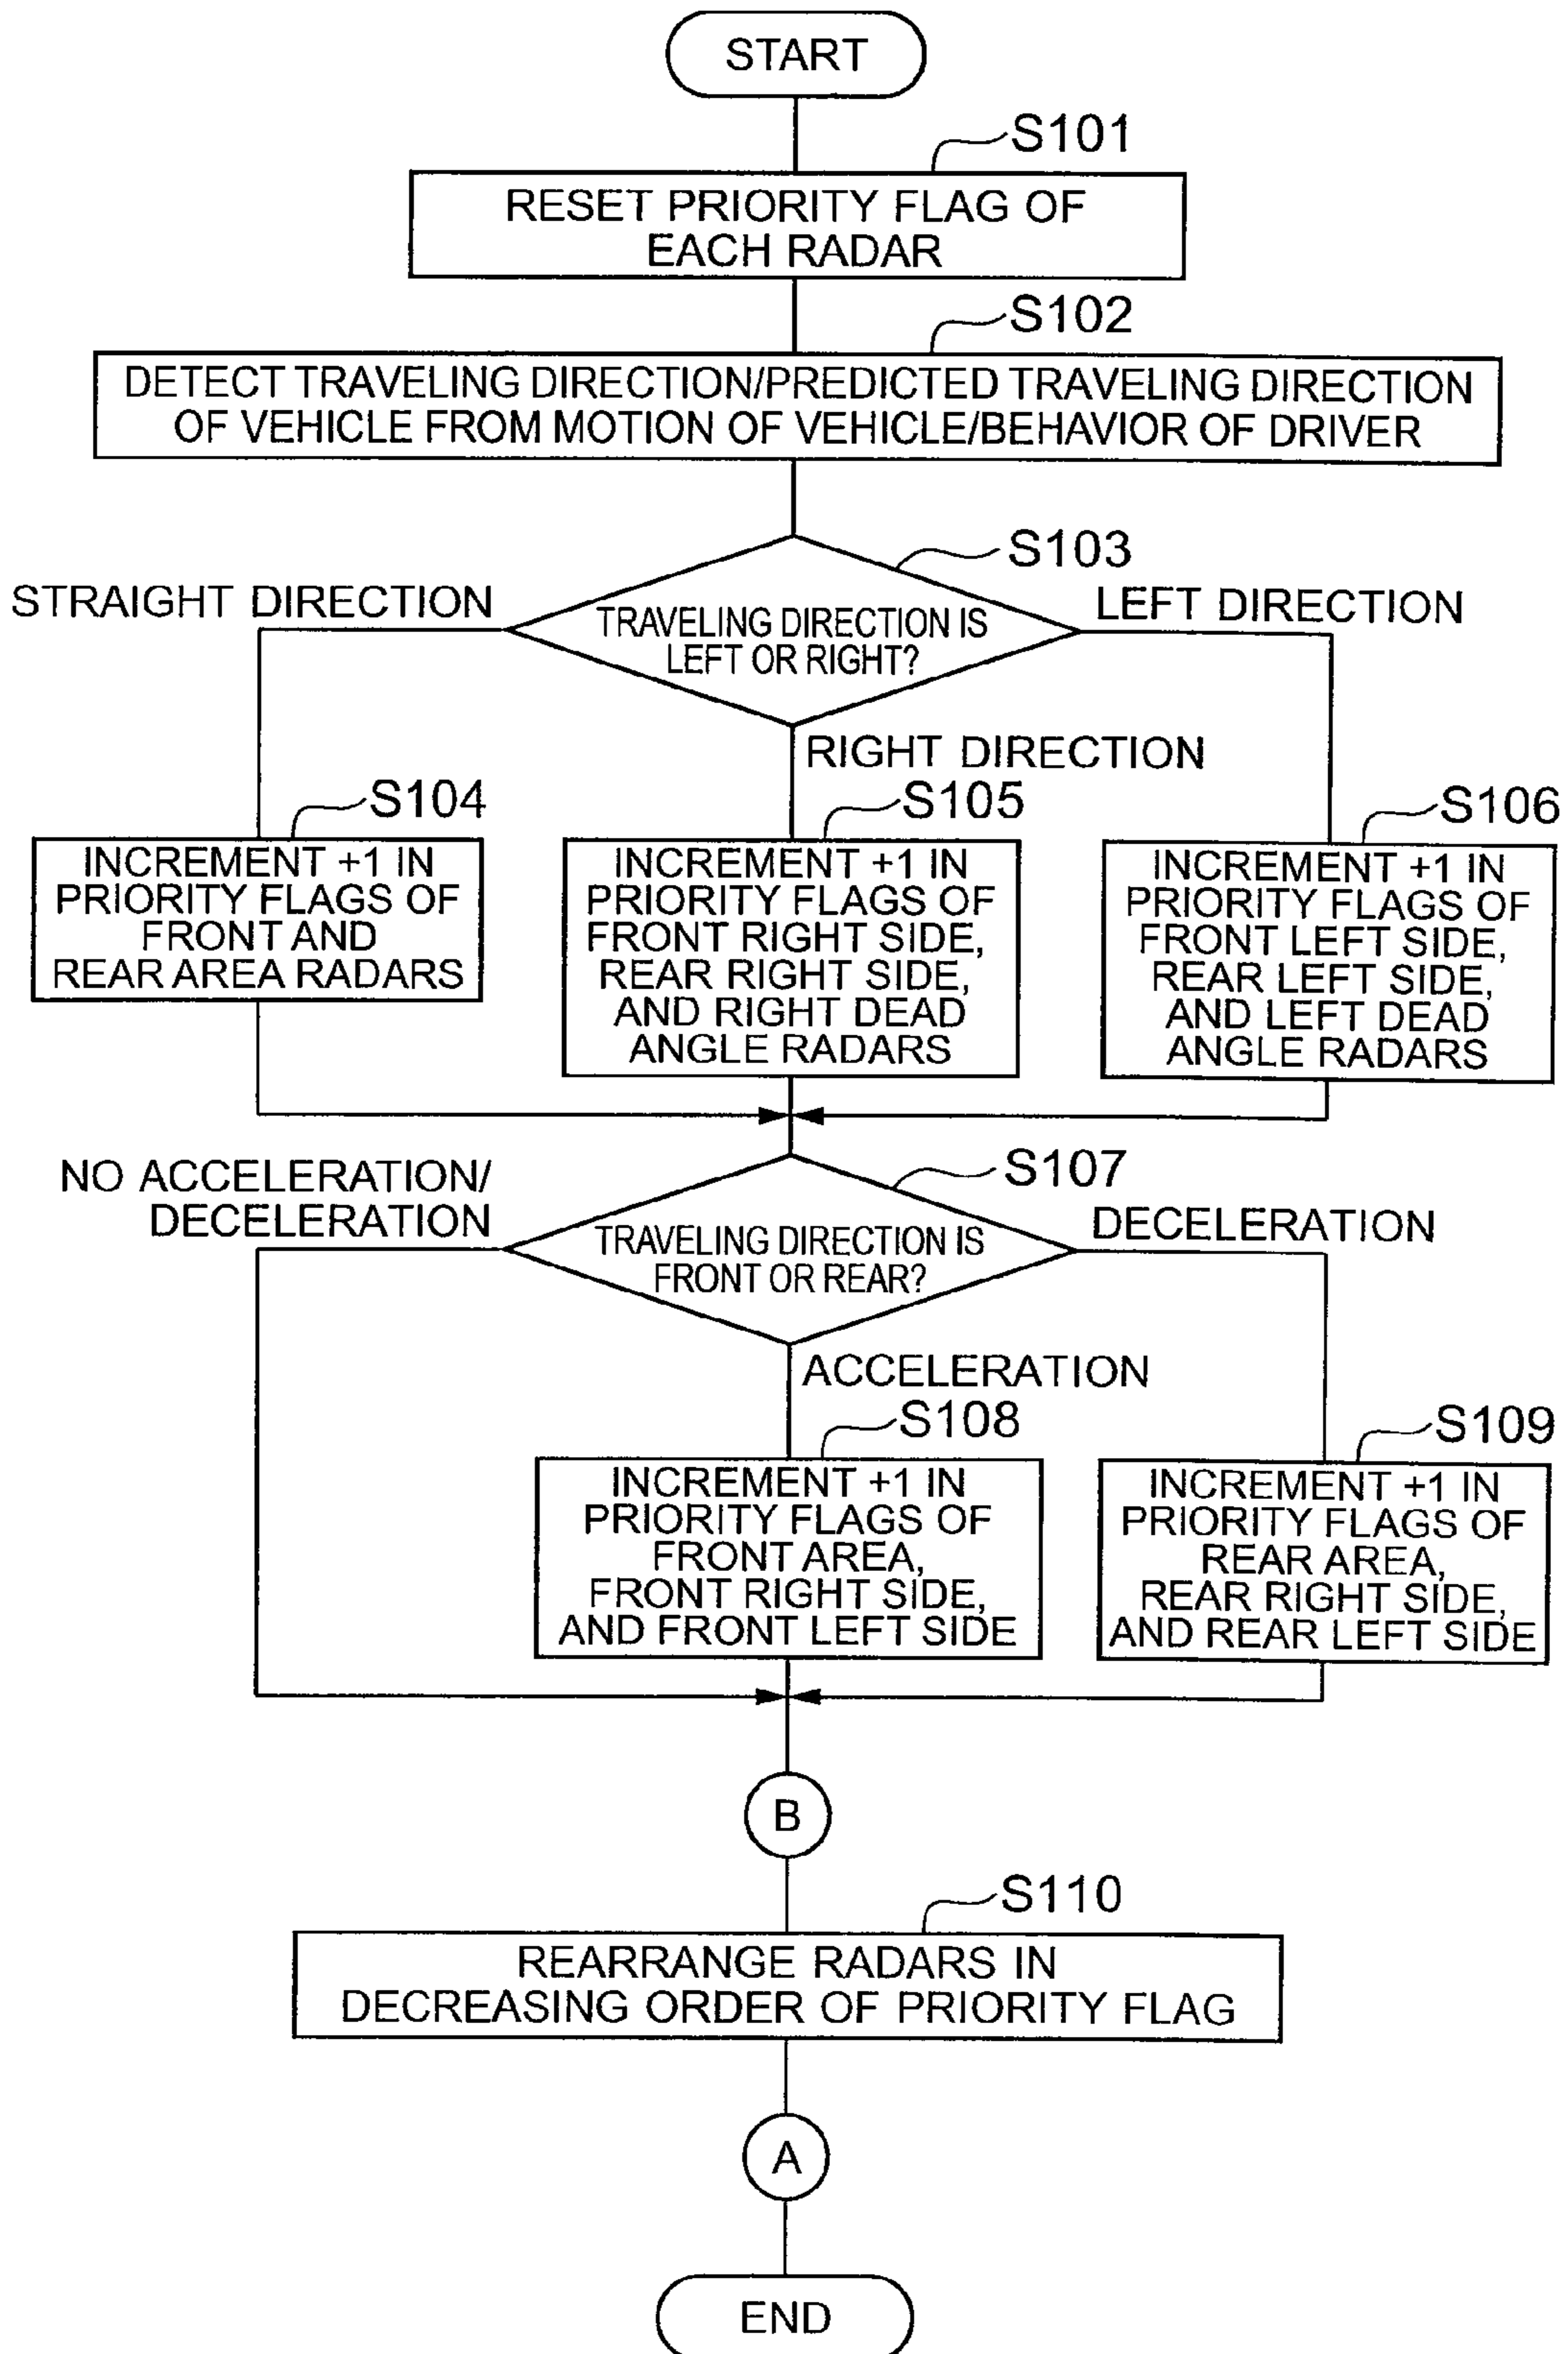 START
S101
RESET PRIORITY FLAG OF
EACH RADAR
S102
DETECT TRAVELING DIRECTION/PREDICTED TRAVELING DIRECTION
OF VEHICLE FROM MOTION OF VEHICLE/BEHAVIOR OF DRIVER
S103
STRAIGHT DIRECTION
TRAVELING DIRECTION IS
LEFT OR RIGHT?
LEFT DIRECTION
RIGHT DIRECTION
S104
INCREMENT +1 IN
PRIORITY FLAGS OF
FRONT AND
REAR AREA RADARS
S105
INCREMENT +1 IN
PRIORITY FLAGS OF
FRONT RIGHT SIDE,
REAR RIGHT SIDE,
AND RIGHT DEAD
ANGLE RADARS
S106
INCREMENT +1 IN
PRIORITY FLAGS OF
FRONT LEFT SIDE,
REAR LEFT SIDE,
AND LEFT DEAD
ANGLE RADARS
S107
NO ACCELERATION/
DECELERATION
TRAVELING DIRECTION IS
FRONT OR REAR?
DECELERATION
ACCELERATION
S108
INCREMENT +1 IN
PRIORITY FLAGS OF
FRONT AREA,
FRONT RIGHT SIDE,
AND FRONT LEFT SIDE
S109
INCREMENT +1 IN
PRIORITY FLAGS OF
REAR AREA,
REAR RIGHT SIDE,
AND REAR LEFT SIDE
B
S110
REARRANGE RADARS IN
DECREASING ORDER OF PRIORITY FLAG
A
END